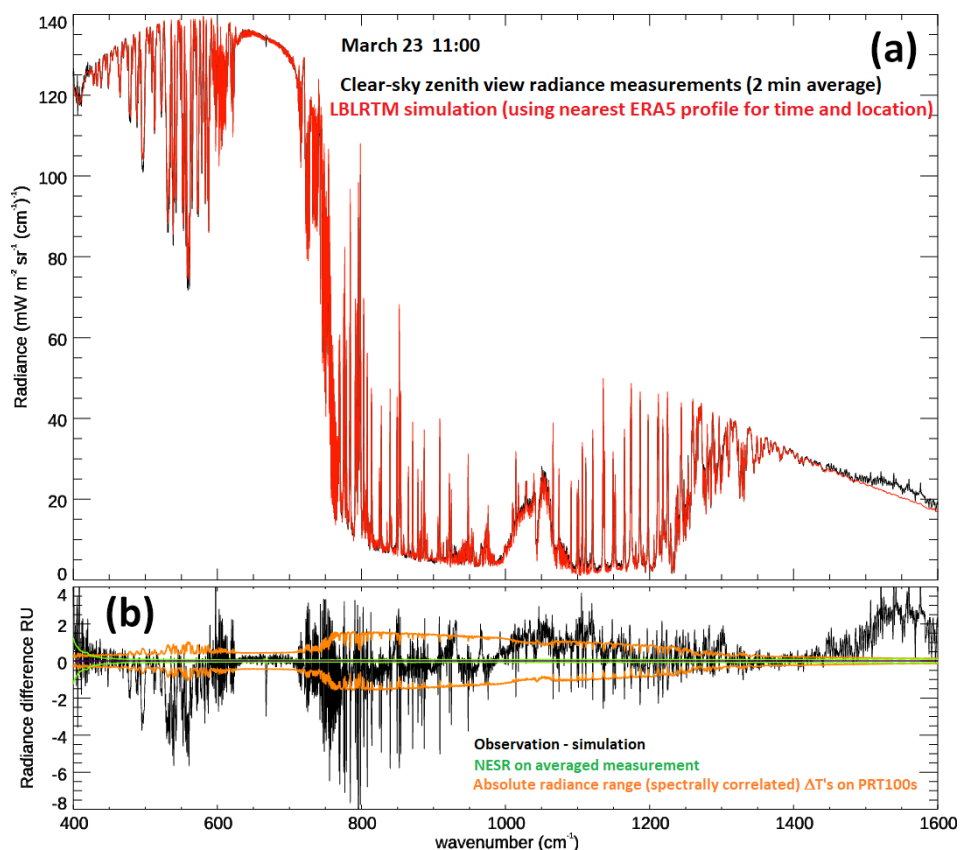 140
120
100
80
60
40
20
0
Radiance (mW m⁻² sr⁻¹ (cm⁻¹)⁻¹)
(a)
March 23 11:00
Clear-sky zenith view radiance measurements (2 min average)
LBLRTM simulation (using nearest ERA5 profile for time and location)
4
2
0
-2
-4
-6
-8
Radiance difference RU
(b)
Observation - simulation
NESR on averaged measurement
Absolute radiance range (spectrally correlated) ΔT's on PRT100s
400 600 800 1000 1200 1400 1600
wavenumber (cm⁻¹)